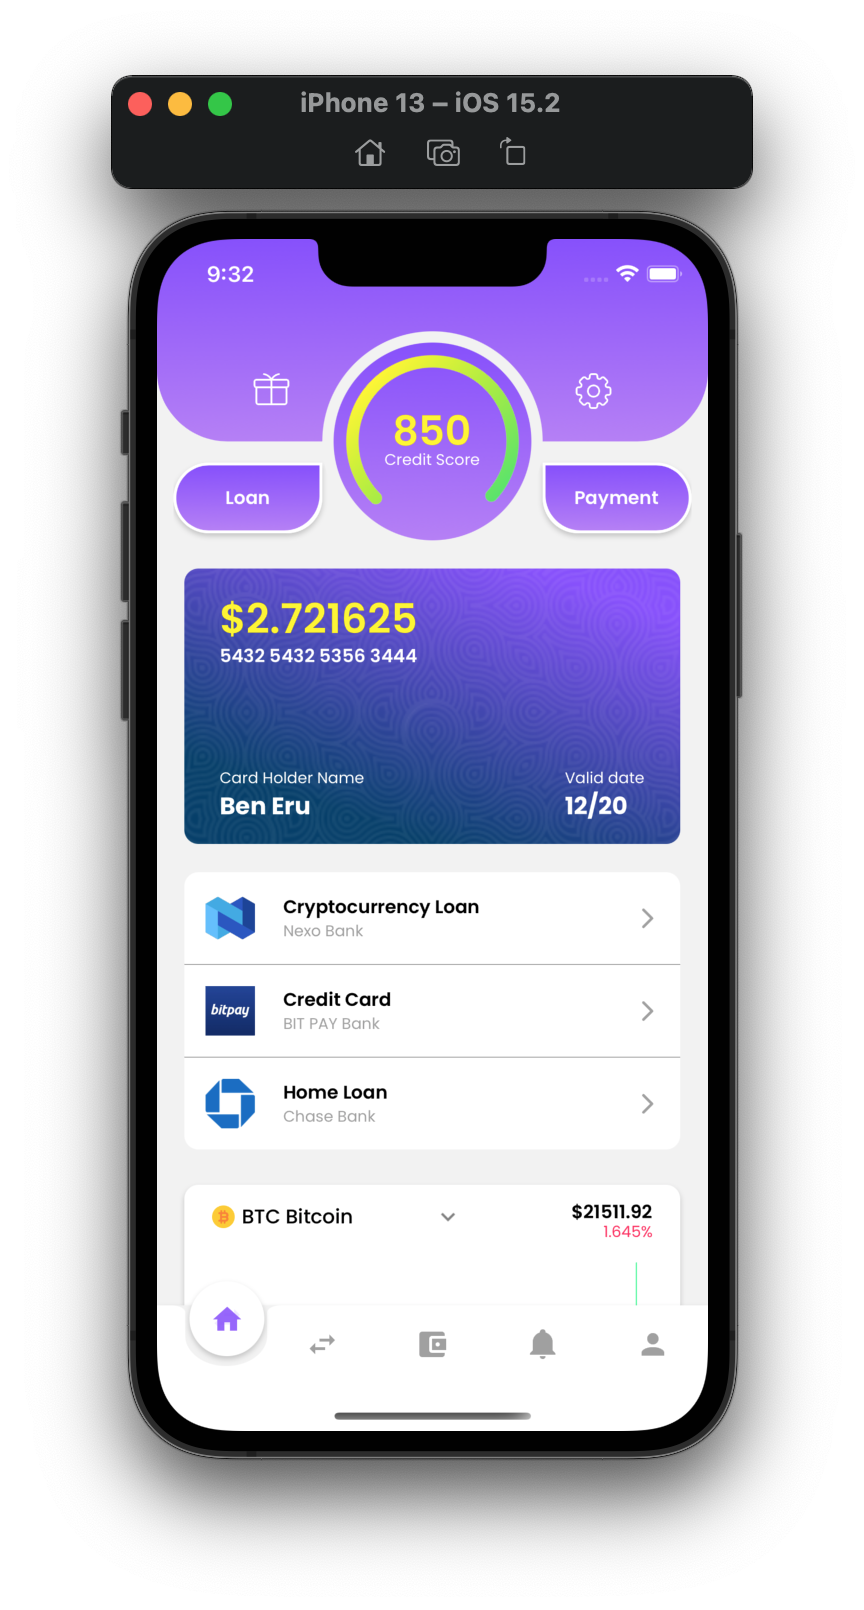 iPhone 13 – iOS 15.2
9:32
850
Credit Score
Loan
Payment
$2.721625
5432 5432 5356 3444
Card Holder Name
Valid date
Ben Eru
12/20
Cryptocurrency Loan
Nexo Bank
bitpay
Credit Card
BIT PAY Bank
Home Loan
Chase Bank
BTC Bitcoin
$21511.92
1.645%